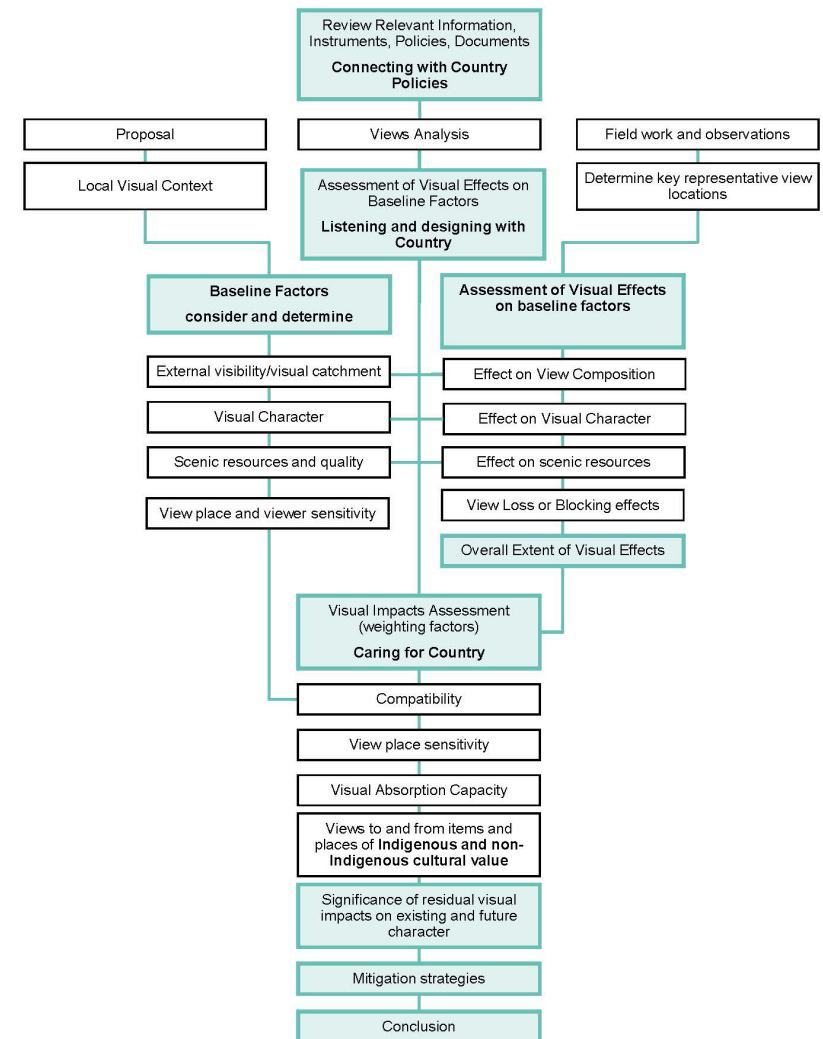 Review Relevant Information,
Instruments, Policies, Documents
Connecting with Country
Policies
Proposal
Views Analysis
Field work and observations
Local Visual Context
Assessment of Visual Effects on
Baseline Factors
Listening and designing with
Country
Determine key representative view
locations
Baseline Factors
consider and determine
Assessment of Visual Effects
on baseline factors
External visibility/visual catchment
Effect on View Composition
Visual Character
Effect on Visual Character
Scenic resources and quality
Effect on scenic resources
View place and viewer sensitivity
View Loss or Blocking effects
Overall Extent of Visual Effects
Visual Impacts Assessment
(weighting factors)
Caring for Country
Compatibility
View place sensitivity
Visual Absorption Capacity
Views to and from items and
places of Indigenous and non-
Indigenous cultural value
Significance of residual visual
impacts on existing and future
character
Mitigation strategies
Conclusion